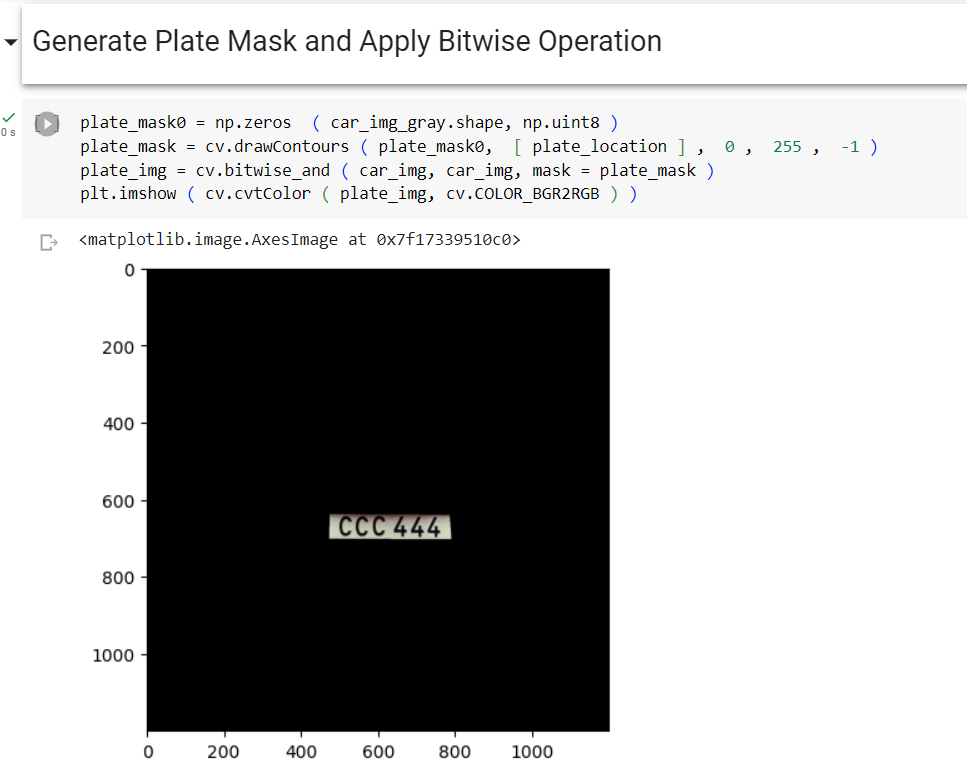 Generate Plate Mask and Apply Bitwise Operation
0 s
plate_mask0 = np.zeros  ( car_img_gray.shape, np.uint8 )
plate_mask = cv.drawContours ( plate_mask0,  [ plate_location ] ,  0 ,  255 ,  -1 )
plate_img = cv.bitwise_and ( car_img, car_img, mask = plate_mask )
plt.imshow ( cv.cvtColor ( plate_img, cv.COLOR_BGR2RGB ) )
<matplotlib.image.AxesImage at 0x7f17339510c0>
0
200
400
600
CCC 444
800
1000
0 200 400 600 800 1000